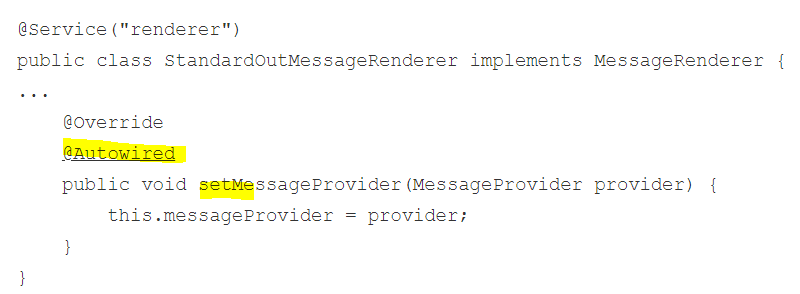 @Service("renderer")
public class StandardOutMessageRenderer implements MessageRenderer {
...
    @Override
    @Autowired
    public void setMessageProvider(MessageProvider provider) {
        this.messageProvider = provider;
    }
}